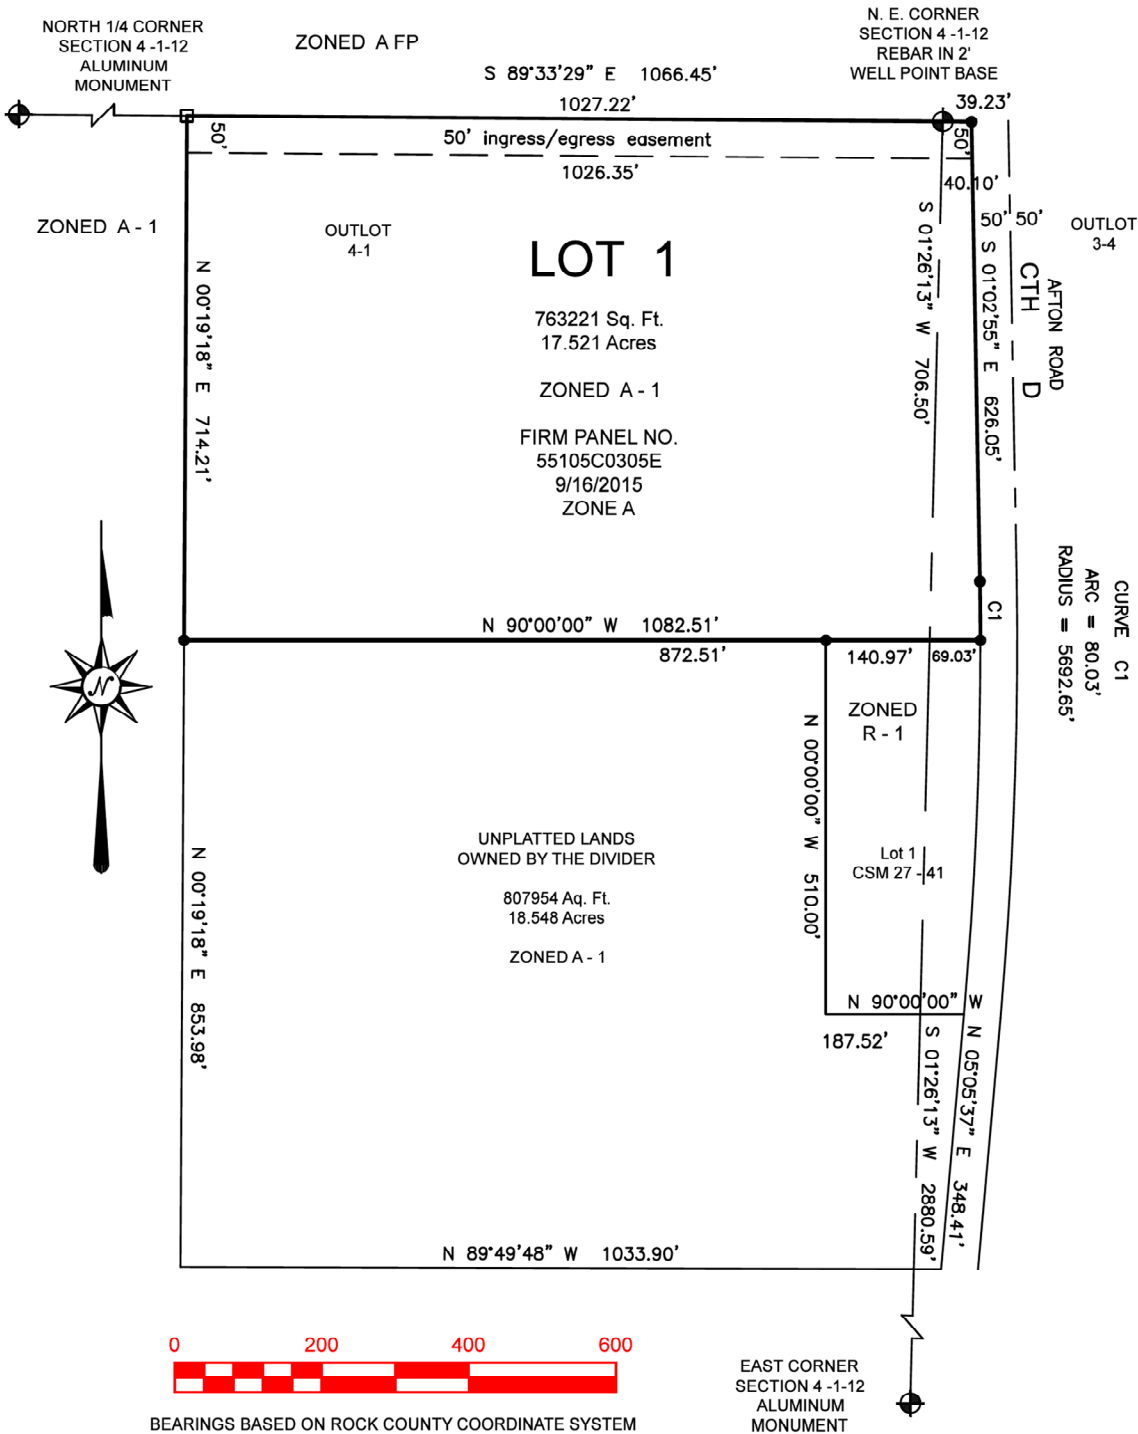 NORTH 1/4 CORNER
SECTION 4 -1-12
ALUMINUM
MONUMENT
ZONED A FP
N. E. CORNER
SECTION 4 -1-12
REBAR IN 2'
WELL POINT BASE
S 89°33'29" E 1066.45'
1027.22'
39.23'
50'
50' ingress/egress easement
50'
1026.35'
40.10'
ZONED A - 1
OUTLOT
4-1
LOT 1
763221 Sq. Ft.
17.521 Acres
ZONED A - 1
FIRM PANEL NO.
55105C0305E
9/16/2015
ZONE A
N 00°19'18" E 714.21'
S 01°26'13" W 706.50'
50' 50'
S 01°02'55" E 626.05'
CTH D
AFTON ROAD
OUTLOT
3-4
C1
CURVE C1
ARC = 80.03'
RADIUS = 5692.65'
N 90°00'00" W 1082.51'
872.51'
140.97'
69.03'
N
ZONED
R - 1
N 00°00'00" W 510.00'
UNPLATTED LANDS
OWNED BY THE DIVIDER
807954 Aq. Ft.
18.548 Acres
ZONED A - 1
Lot 1
CSM 27 - 41
N 00°19'18" E 853.98'
N 90°00'00" W
187.52'
S 01°26'13" W 2880.59'
N 05°05'37" E 348.41'
N 89°49'48" W 1033.90'
0 200 400 600
BEARINGS BASED ON ROCK COUNTY COORDINATE SYSTEM
EAST CORNER
SECTION 4 -1-12
ALUMINUM
MONUMENT